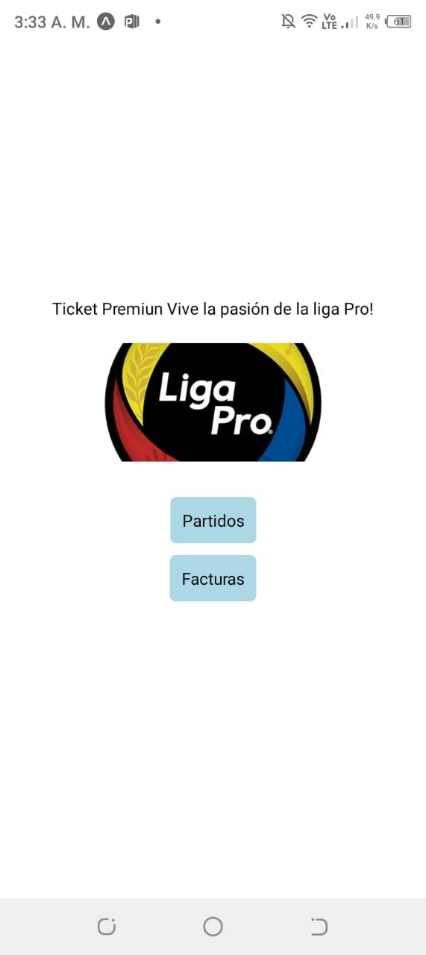 3:33 A. M.
Vo
LTE
49.9
K/s
61
Ticket Premiun Vive la pasión de la liga Pro!
Liga
Pro
Partidos
Facturas